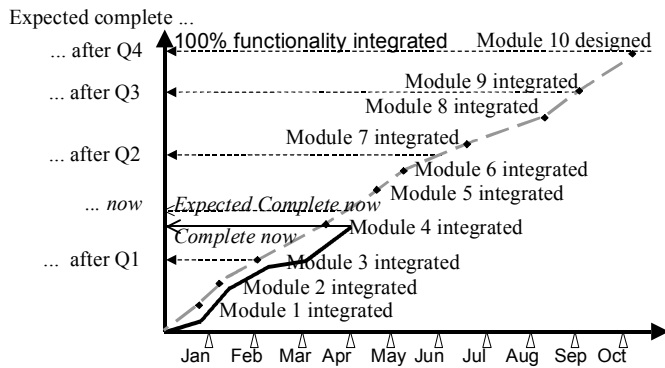 Expected complete ...
100% functionality integrated
Module 10 designed
... after Q4
Module 9 integrated
... after Q3
Module 8 integrated
Module 7 integrated
... after Q2
Module 6 integrated
Module 5 integrated
... now
Expected Complete now
Module 4 integrated
Complete now
... after Q1
Module 3 integrated
Module 2 integrated
Module 1 integrated
Jan Feb Mar Apr May Jun Jul Aug Sep Oct